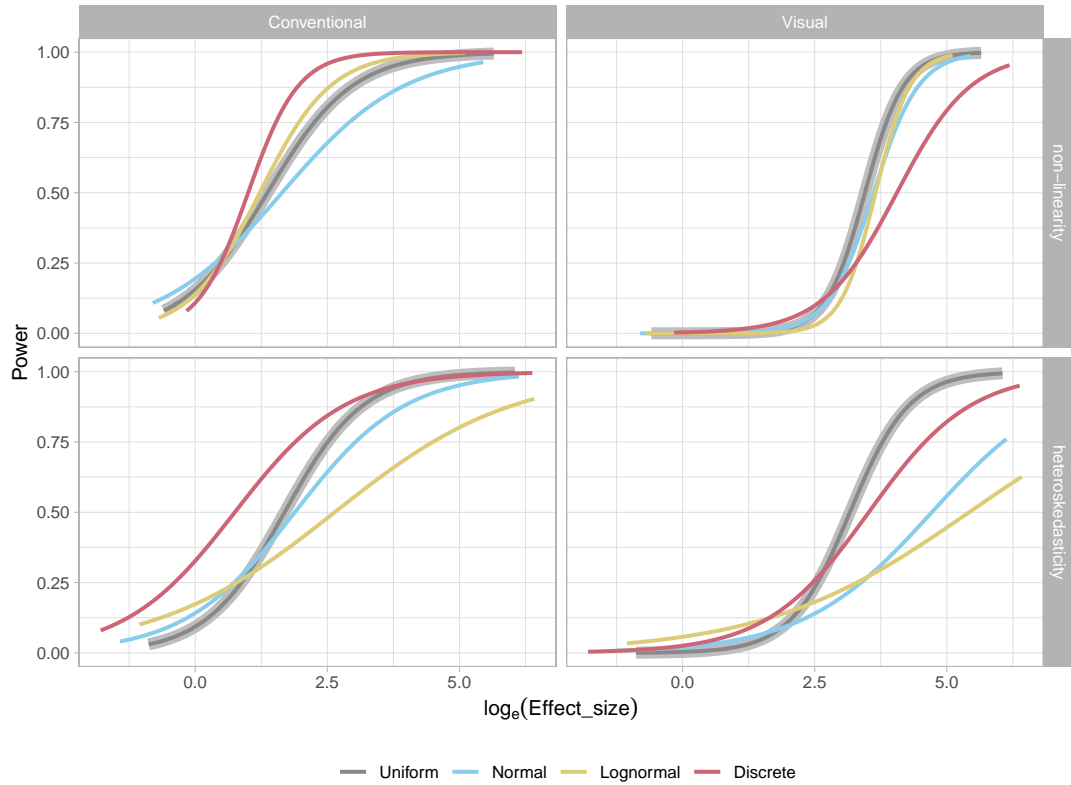 Conventional
Visual
1.00
0.75
0.50
0.25
0.00
non−linearity
1.00
0.75
0.50
0.25
0.00
heteroskedasticity
Power
0.0 2.5 5.0
0.0 2.5 5.0
logₑ(Effect_size)
Uniform Normal Lognormal Discrete